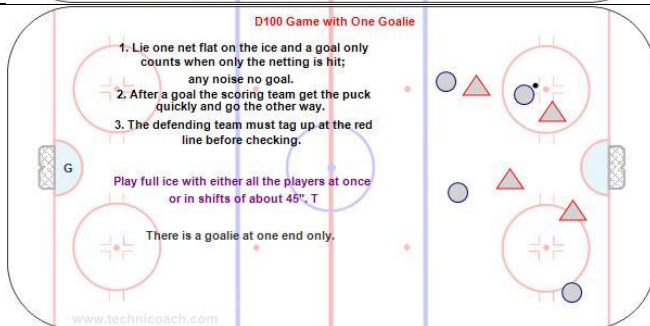 D100 Game with One Goalie
1. Lie one net flat on the ice and a goal only
counts when only the netting is hit;
any noise no goal.
2. After a goal the scoring team get the puck
quickly and go the other way.
3. The defending team must tag up at the red
line before checking.
G
Play full ice with either all the players at once
or in shifts of about 45". T
There is a goalie at one end only.
www.technicoach.com